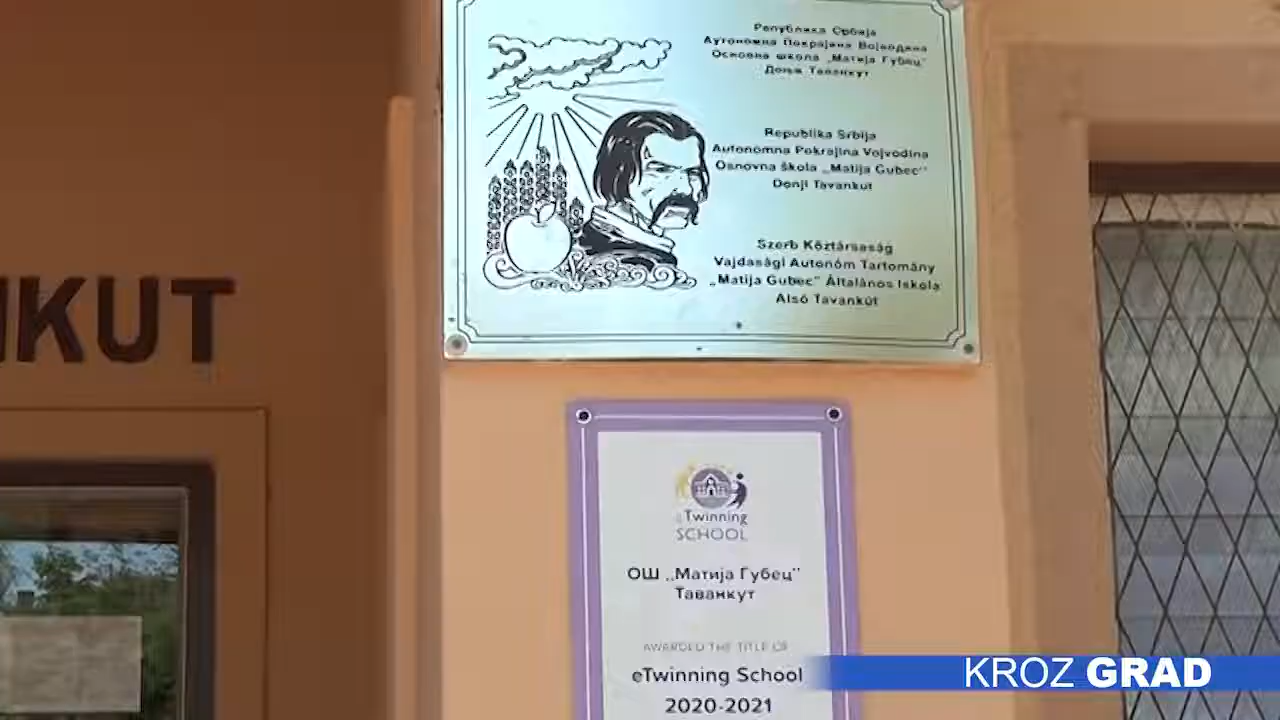 Република Србија
Аутономна Покрајина Војводина
Основна школа „Матија Губец"
Доњи Таванкут
Republika Srbija
Autonomna Pokrajina Vojvodina
Osnovna škola „Matija Gubec"
Donji Tavankut
Szerb Köztársaság
Vajdasági Autonóm Tartomány
„Matija Gubec" Általános Iskola
Alsó Tavankút
KUT
eTwinning
SCHOOL
ОШ „Матија Губец"
Таванкут
AWARDED THE TITLE OF
eTwinning School
2020-2021
KROZ GRAD